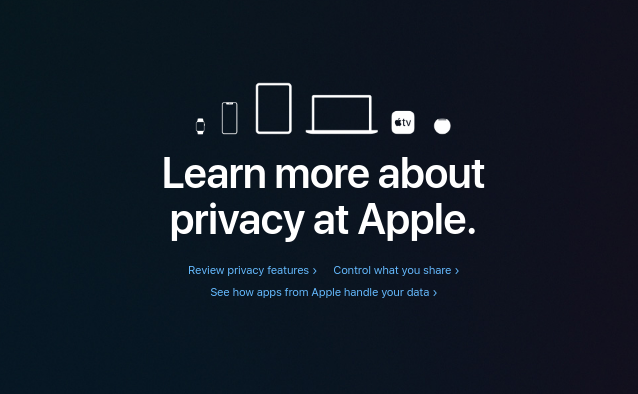 tv
Learn more about
privacy at Apple.
Review privacy features › Control what you share ›
See how apps from Apple handle your data ›